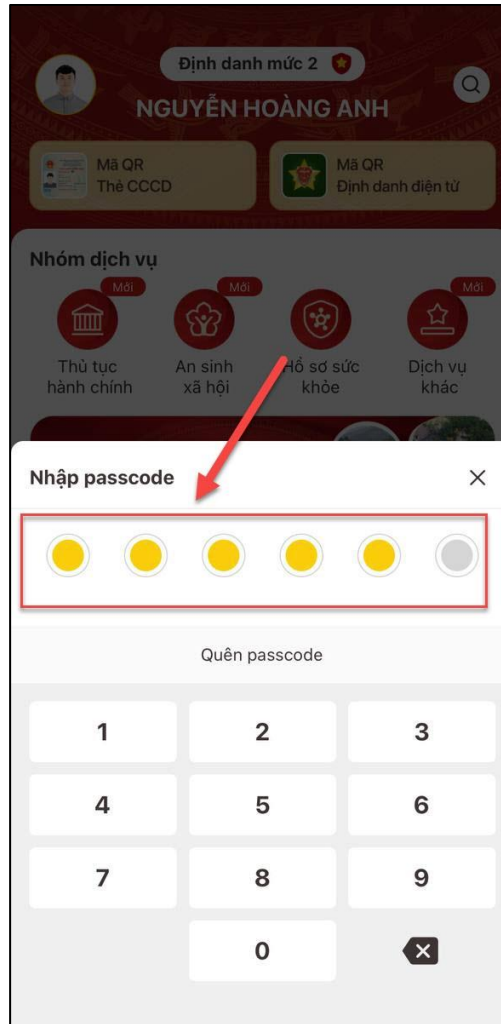 Định danh mức 2
NGUYỄN HOÀNG ANH
Mã QR
Thẻ CCCD
Mã QR
Định danh điện tử
Nhóm dịch vụ
Mới
Mới
Mới
Thủ tục
hành chính
An sinh
xã hội
Hồ sơ sức
khỏe
Dịch vụ
khác
Nhập passcode
Quên passcode
1 2 3
4 5 6
7 8 9
0